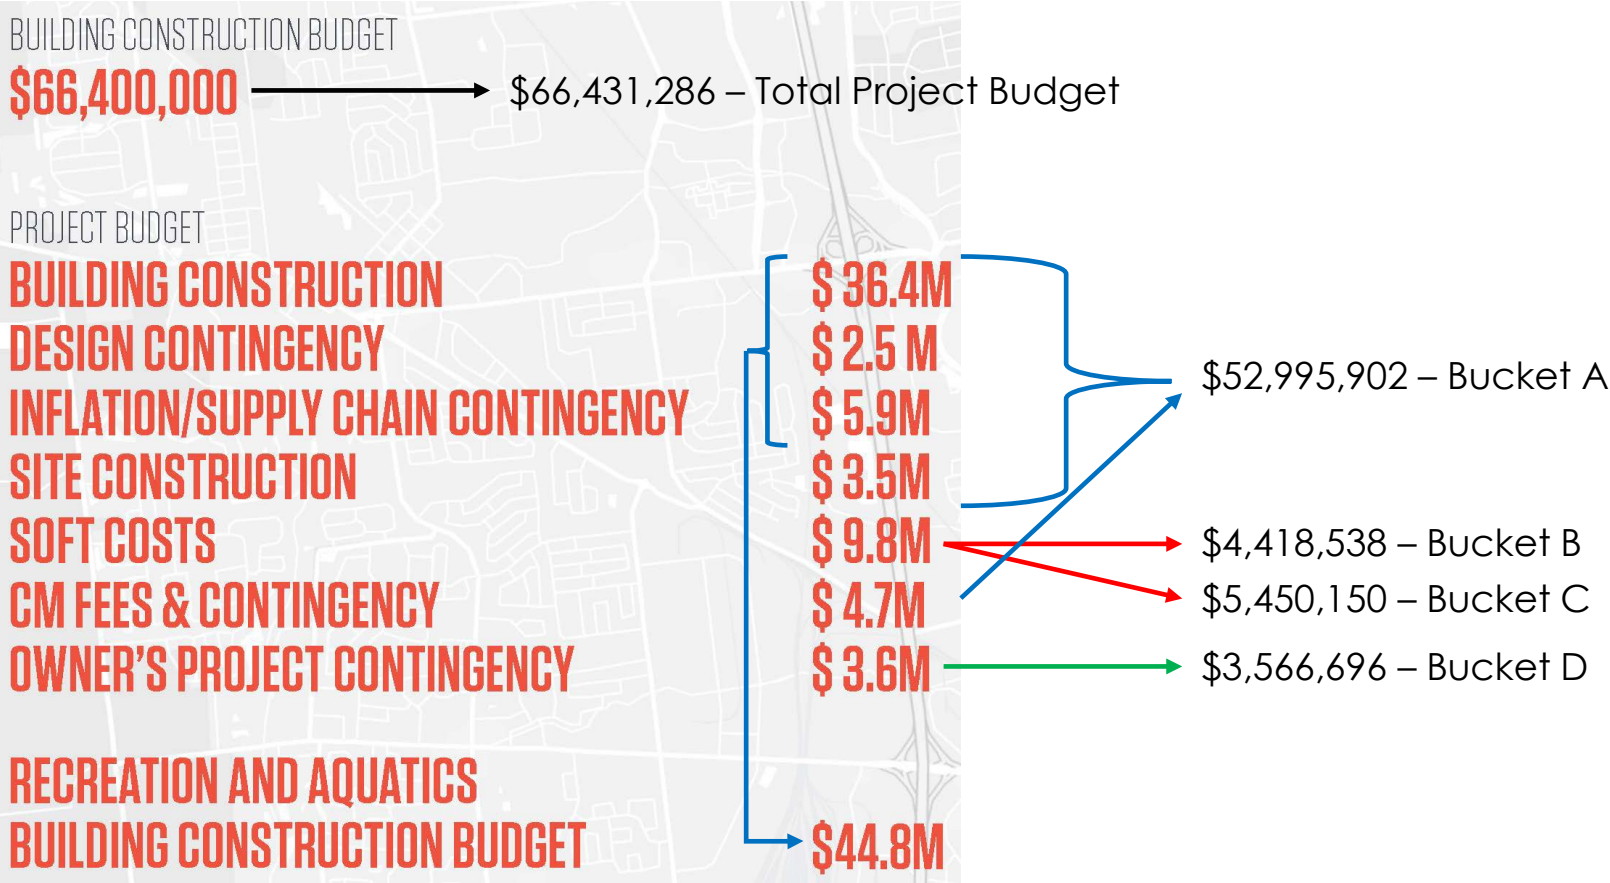 BUILDING CONSTRUCTION BUDGET
$66,400,000 $66,431,286 – Total Project Budget
PROJECT BUDGET
BUILDING CONSTRUCTION $ 36.4M
DESIGN CONTINGENCY $ 2.5 M
$52,995,902 – Bucket A
INFLATION/SUPPLY CHAIN CONTINGENCY $ 5.9M
SITE CONSTRUCTION $ 3.5M
SOFT COSTS $ 9.8M $4,418,538 – Bucket B
CM FEES & CONTINGENCY $ 4.7M $5,450,150 – Bucket C
OWNER'S PROJECT CONTINGENCY $ 3.6M $3,566,696 – Bucket D
RECREATION AND AQUATICS
BUILDING CONSTRUCTION BUDGET $44.8M